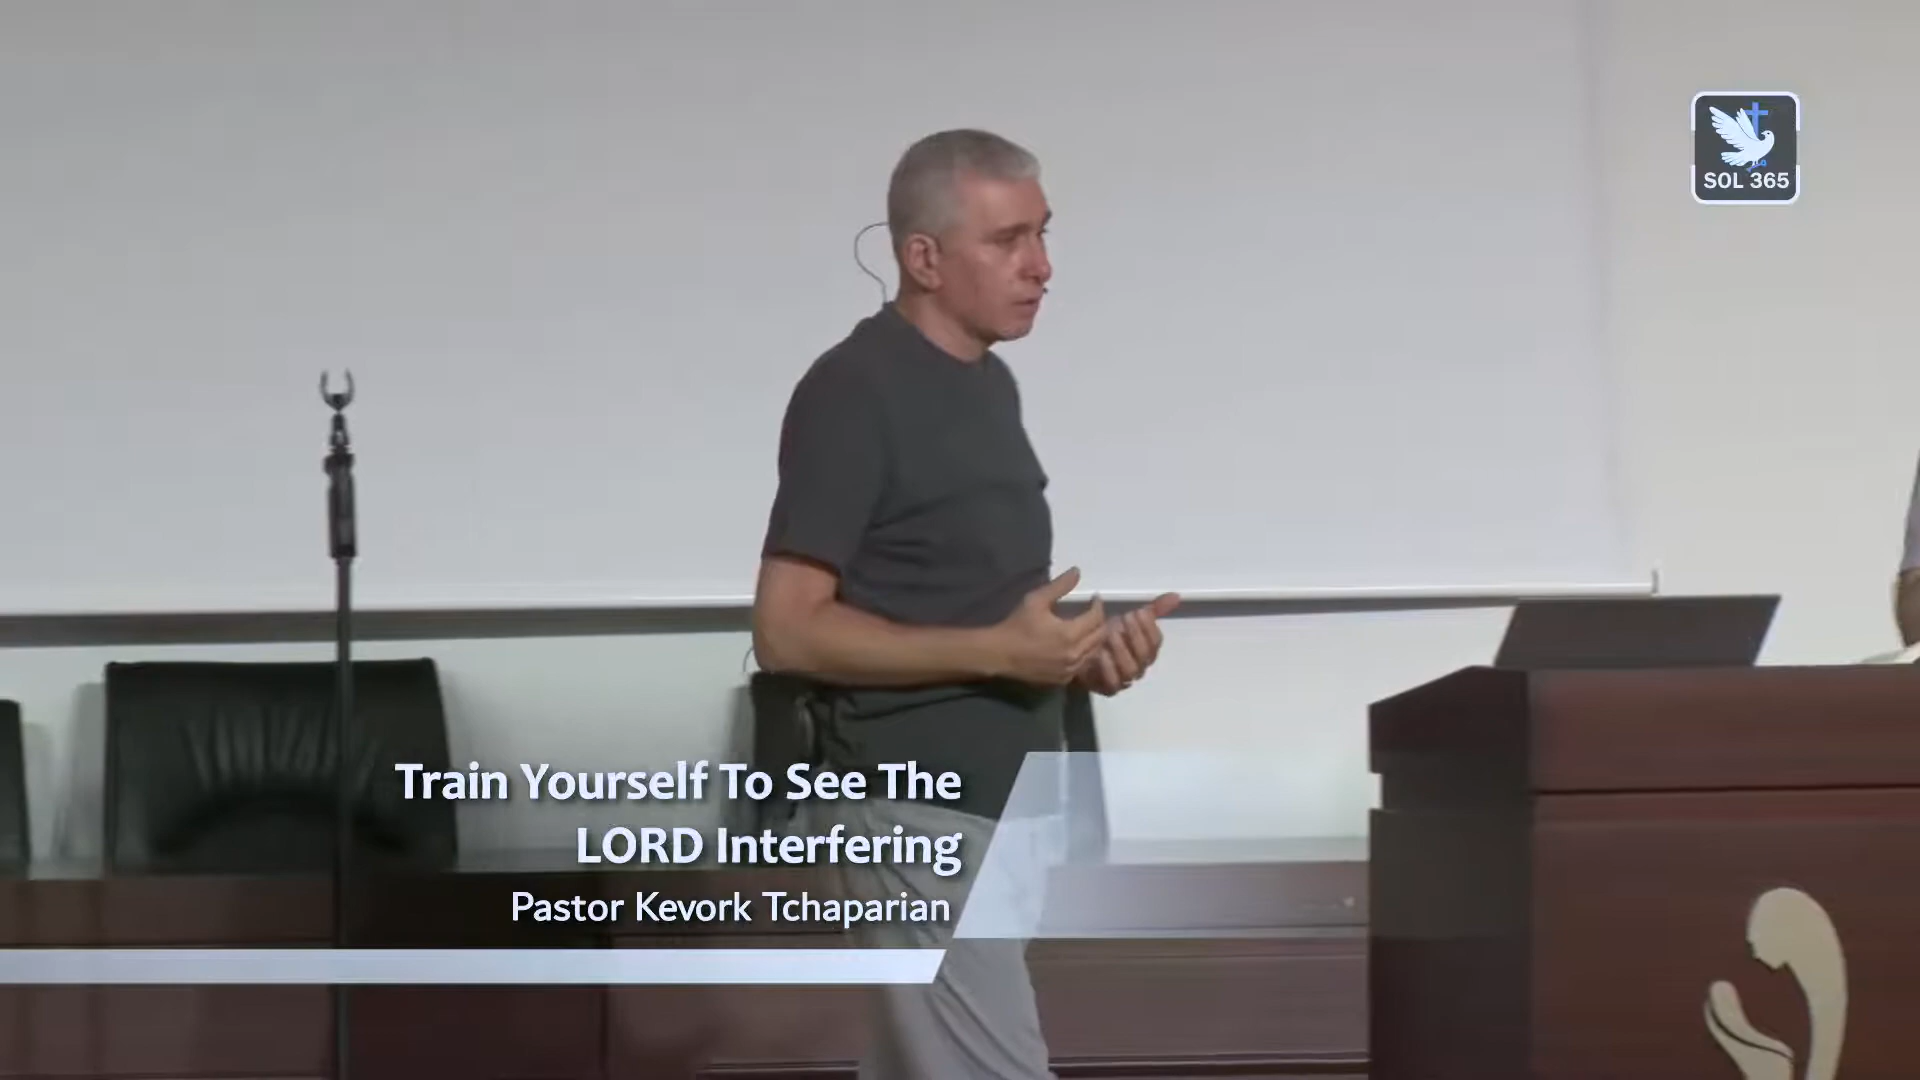 SOL 365
Train Yourself To See The
LORD Interfering
Pastor Kevork Tchaparian